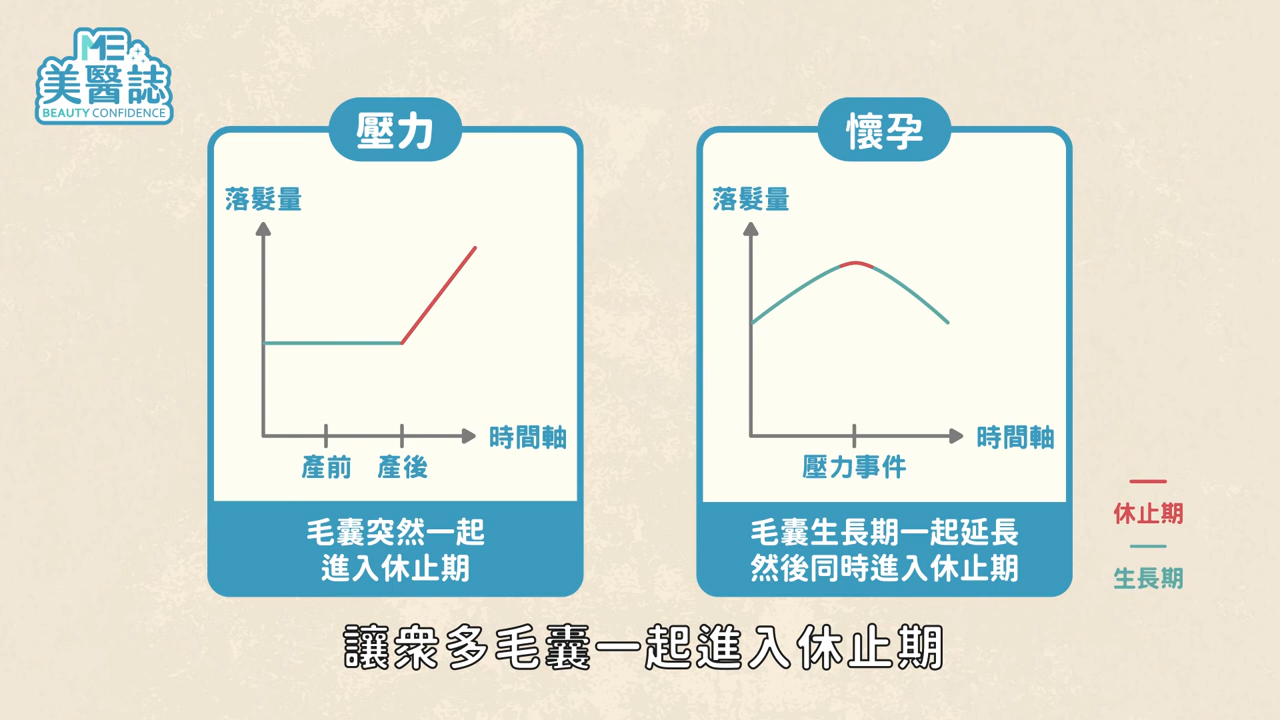 ME
美醫誌
BEAUTY CONFIDENCE
壓力
落髮量
時間軸
產前 產後
毛囊突然一起
進入休止期
懷孕
落髮量
時間軸
壓力事件
毛囊生長期一起延長
然後同時進入休止期
休止期
生長期
讓眾多毛囊一起進入休止期